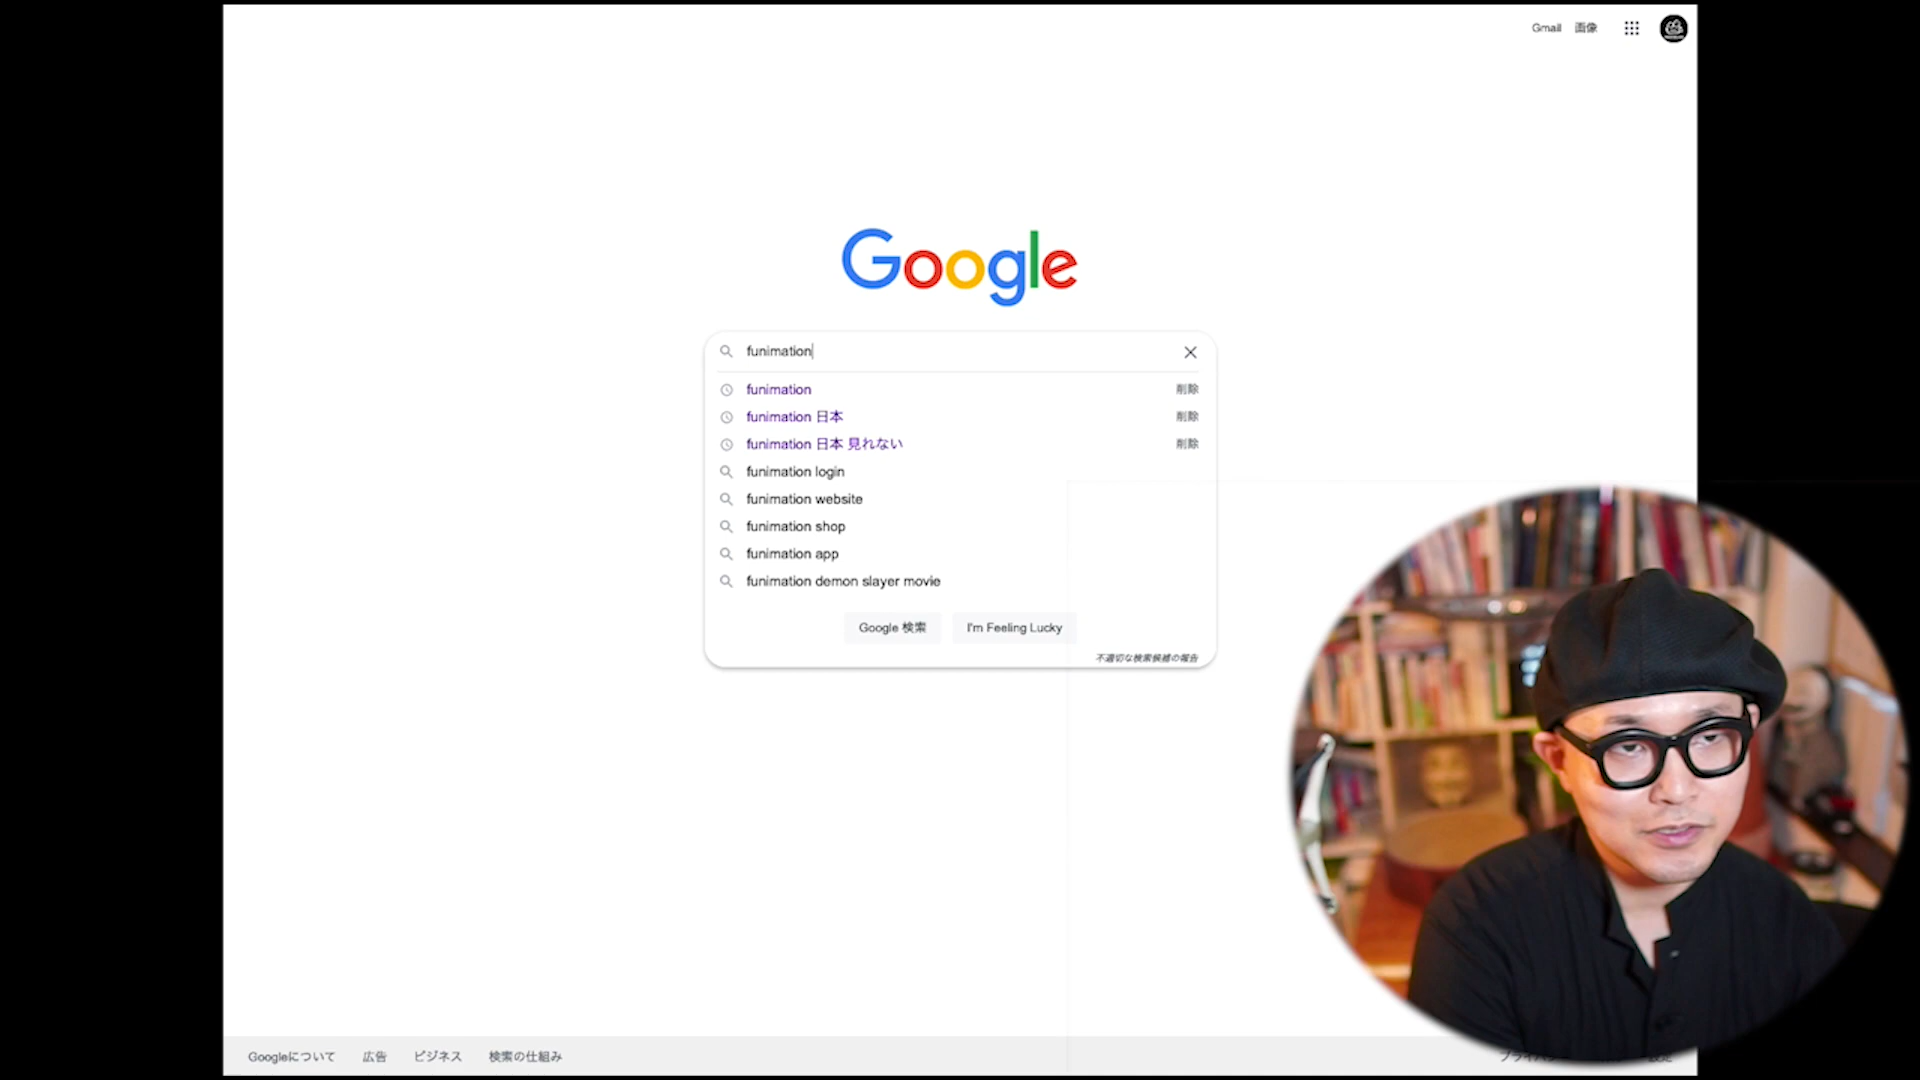 Gmail 画像
Google
funimation
funimation 削除
funimation 日本 削除
funimation 日本 見れない 削除
funimation login
funimation website
funimation shop
funimation app
funimation demon slayer movie
Google 検索 I'm Feeling Lucky
不適切な検索候補の報告
Googleについて 広告 ビジネス 検索の仕組み